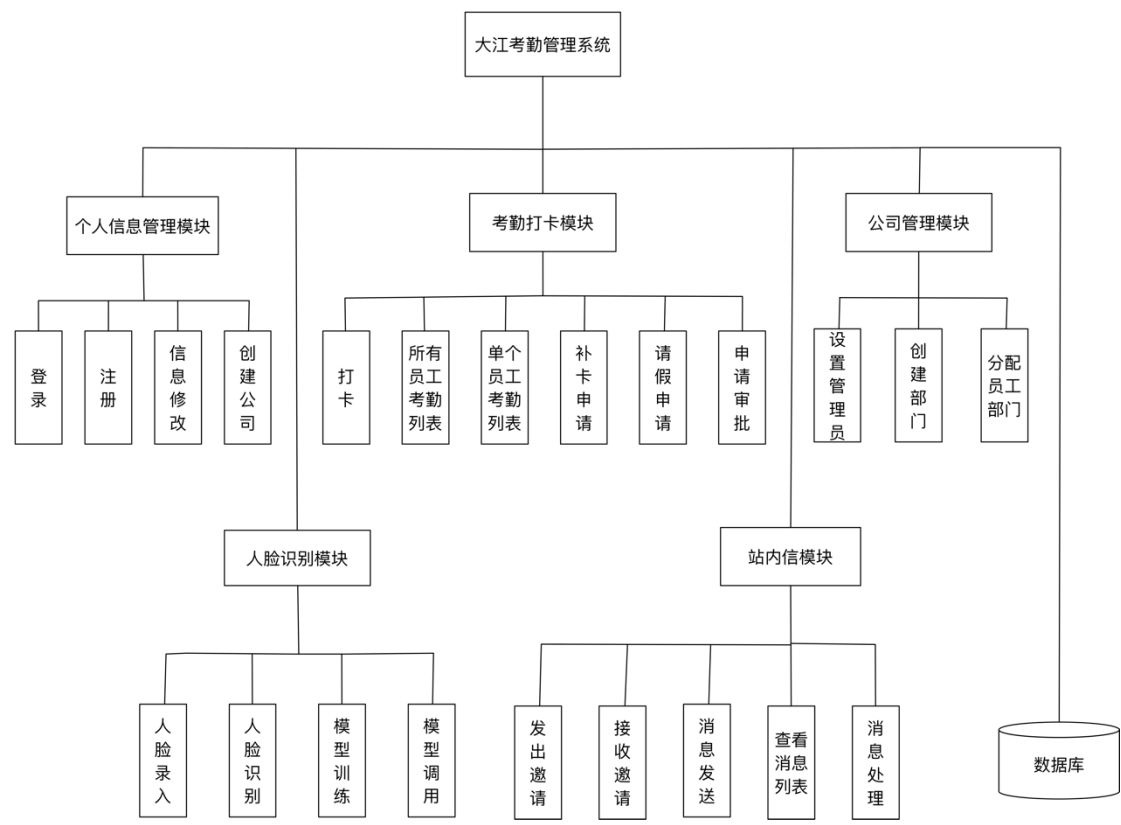 大江考勤管理系统
个人信息管理模块
考勤打卡模块
公司管理模块
登录
注册
信息修改
创建公司
打卡
所有
员工
考勤
列表
单个
员工
考勤
列表
补卡申请
请假申请
申请审批
设置管理员
创建部门
分配
员工
部门
人脸识别模块
站内信模块
人脸录入
人脸识别
模型训练
模型调用
发出邀请
接收邀请
消息发送
查看
消息
列表
消息处理
数据库